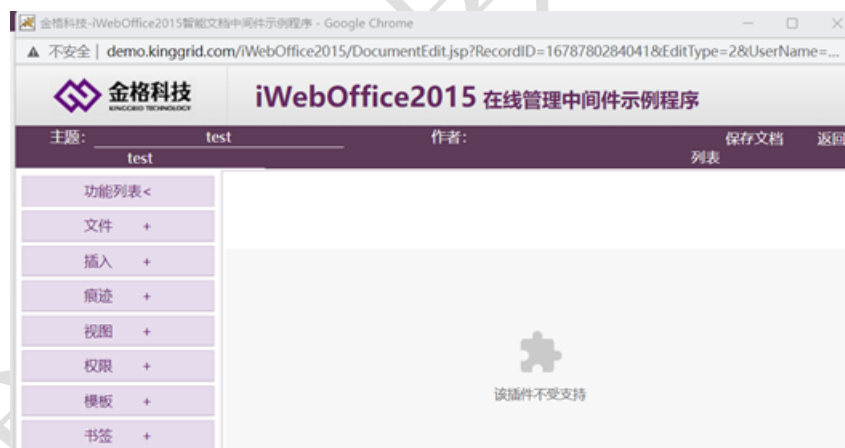 金格科技-iWebOffice2015智能文档中间件示例程序 - Google Chrome
不安全 | demo.kinggrid.com/iWebOffice2015/DocumentEdit.jsp?RecordID=1678780284041&EditType=2&UserName=...
金格科技
KINGGRID TECHNOLOGY
iWebOffice2015 在线管理中间件示例程序
主题: test 作者: 保存文档 返回
test 列表
功能列表<
文件 +
插入 +
痕迹 +
视图 +
权限 +
模板 +
书签 +
该插件不受支持